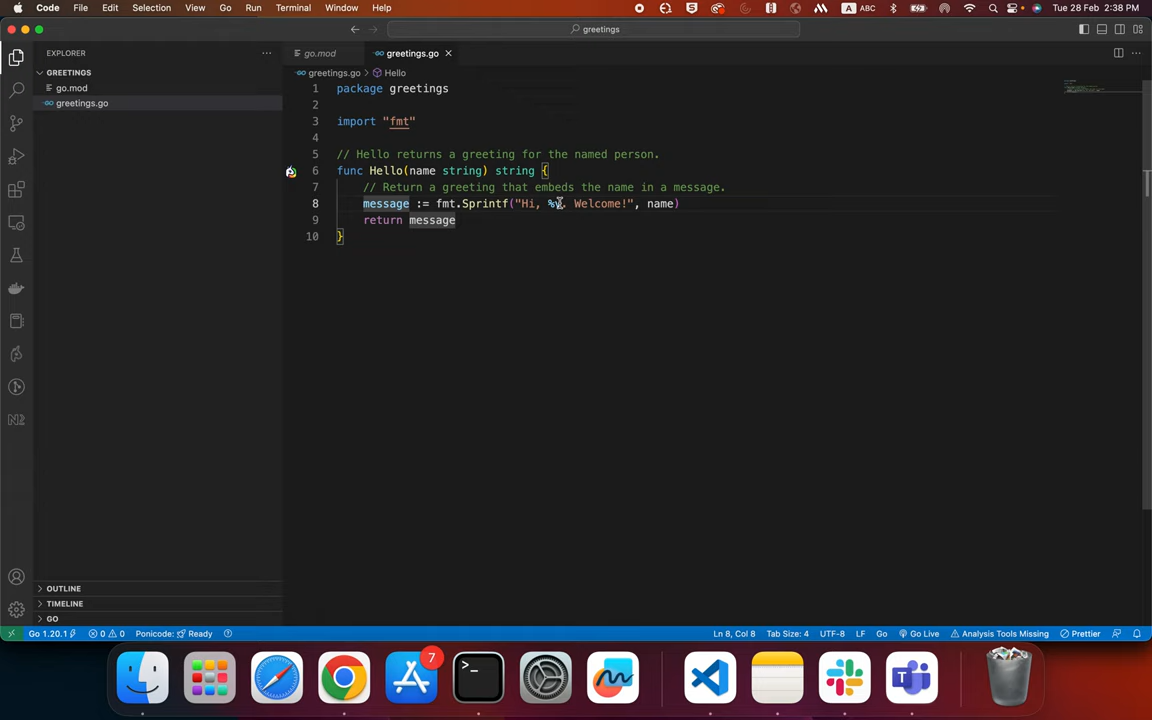 Code File Edit Selection View Go Run Terminal Window Help A ABC Tue 28 Feb 2:38 PM
greetings
EXPLORER
go.mod greetings.go
GREETINGS
greetings.go > Hello
go.mod
greetings.go
1 package greetings
2
3 import "fmt"
4
5 // Hello returns a greeting for the named person.
6 func Hello(name string) string {
7 // Return a greeting that embeds the name in a message.
8 message := fmt.Sprintf("Hi, %v. Welcome!", name)
9 return message
10 }
OUTLINE
TIMELINE
GO
Go 1.20.1 0 0 Ponicode: Ready Ln 8, Col 8 Tab Size: 4 UTF-8 LF Go Go Live Analysis Tools Missing Prettier
7
>_